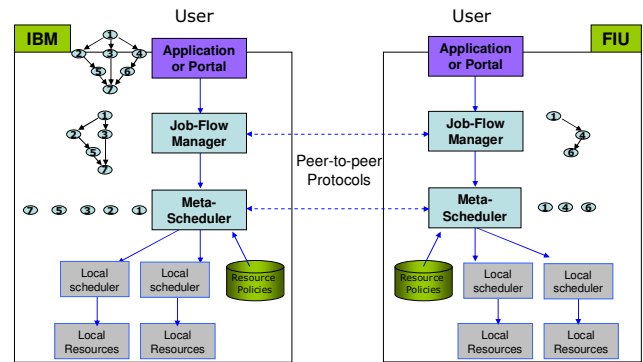 User
User
IBM
FIU
1
2
3
4
5
6
7
Application
or Portal
Application
or Portal
1
2
3
5
7
Job-Flow
Manager
Job-Flow
Manager
1
4
6
Peer-to-peer
Protocols
7
5
3
2
1
Meta-
Scheduler
Meta-
Scheduler
1
4
6
Local
scheduler
Local
scheduler
Resource
Policies
Resource
Policies
Local
scheduler
Local
scheduler
Local
Resources
Local
Resources
Local
Resources
Local
Resources